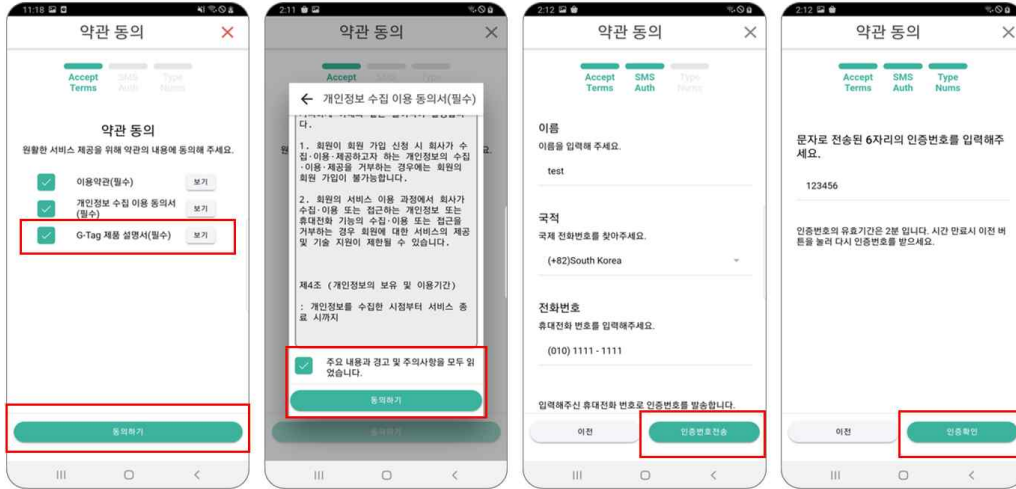 11:18
약관 동의
Accept Terms
SMS Auth
Type Nums
약관 동의
원활한 서비스 제공을 위해 약관의 내용에 동의해 주세요.
이용약관(필수)
보기
개인정보 수집 이용 동의서
(필수)
보기
G-Tag 제품 설명서(필수)
보기
동의하기
2:11
약관 동의
Accept
개인정보 수집 이용 동의서(필수)
다.
1. 회원이 회원 가입 신청 시 회사가 수
집·이용·제공하고자 하는 개인정보의 수집
·이용·제공을 거부하는 경우에는 회원의
회원 가입이 불가능합니다.
2. 회원의 서비스 이용 과정에서 회사가
수집·이용 또는 접근하는 개인정보 또는
휴대전화 기능의 수집·이용 또는 접근을
거부하는 경우 회원에 대한 서비스의 제공
및 기술 지원이 제한될 수 있습니다.
제4조 (개인정보의 보유 및 이용기간)
: 개인정보를 수집한 시점부터 서비스 종
료 시까지
주요 내용과 경고 및 주의사항을 모두 읽
었습니다.
동의하기
2:12
약관 동의
Accept Terms
SMS Auth
Type Nums
이름
이름을 입력해 주세요.
test
국적
국제 전화번호를 찾아주세요.
(+82)South Korea
전화번호
휴대전화 번호를 입력해주세요.
(010) 1111 - 1111
입력해주신 휴대전화 번호로 인증번호를 발송합니다.
이전
인증번호전송
2:12
약관 동의
Accept Terms
SMS Auth
Type Nums
문자로 전송된 6자리의 인증번호를 입력해주
세요.
123456
인증번호의 유효기간은 2분 입니다. 시간 만료시 이전 버
튼을 눌러 다시 인증번호를 받으세요.
이전
인증확인